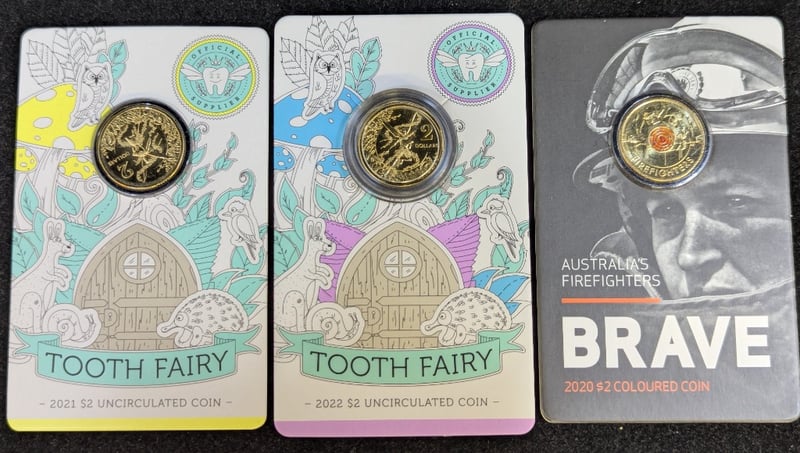 OFFICIAL
SUPPLIER
TOOTH FAIRY
- 2021 $2 UNCIRCULATED COIN -
OFFICIAL
SUPPLIER
2
DOLLARS
TOOTH FAIRY
- 2022 $2 UNCIRCULATED COIN -
FIREFIGHTERS
AUSTRALIA'S
FIREFIGHTERS
BRAVE
2020 $2 COLOURED COIN